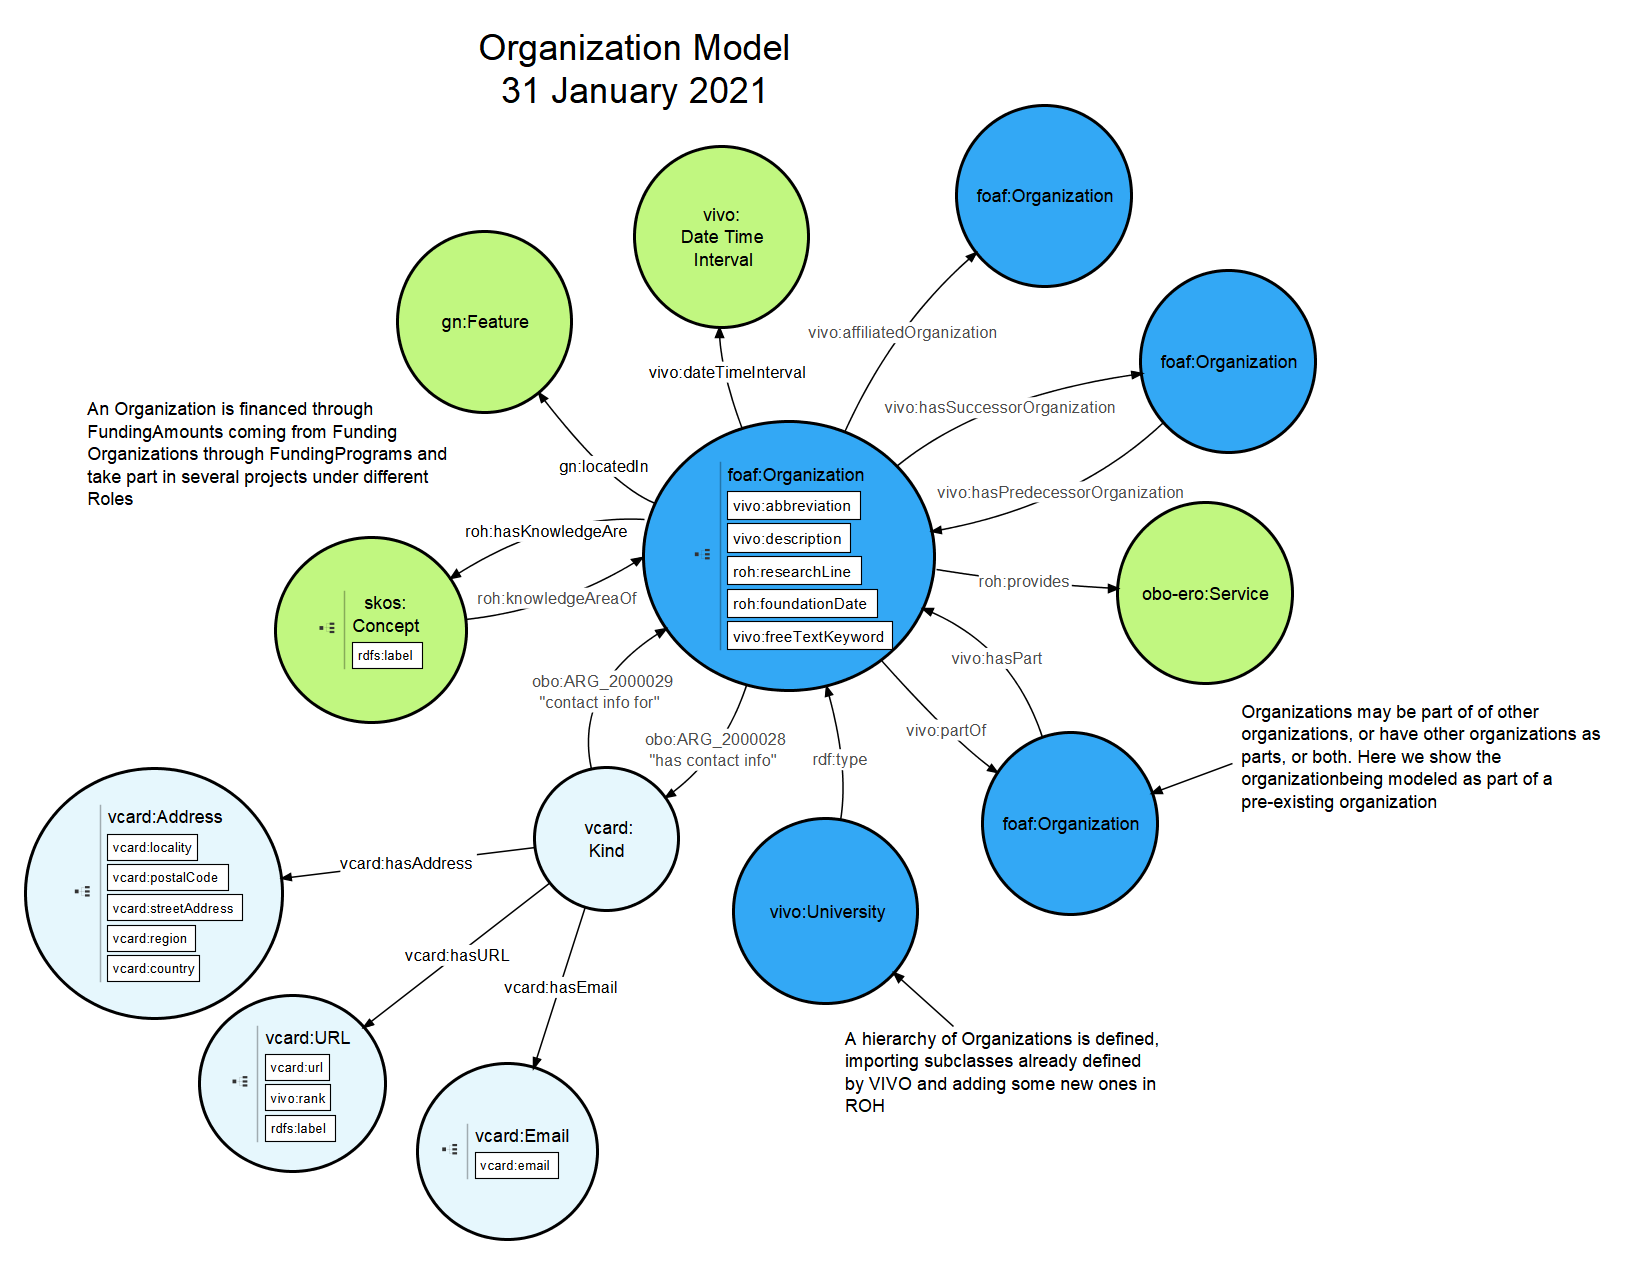 Organization Model
31 January 2021
foaf:Organization
vivo:
Date Time
Interval
gn:Feature
vivo:affiliatedOrganization
foaf:Organization
vivo:dateTimeInterval
vivo:hasSuccessorOrganization
An Organization is financed through
FundingAmounts coming from Funding
Organizations through FundingPrograms and
take part in several projects under different
Roles
gn:locatedIn
foaf:Organization
vivo:abbreviation
vivo:description
roh:researchLine
roh:foundationDate
vivo:freeTextKeyword
vivo:hasPredecessorOrganization
roh:hasKnowledgeAre
roh:knowledgeAreaOf
roh:provides
obo-ero:Service
skos:
Concept
rdfs:label
vivo:hasPart
obo:ARG_2000029
"contact info for"
obo:ARG_2000028
"has contact info"
vivo:partOf
rdf:type
Organizations may be part of of other
organizations, or have other organizations as
parts, or both. Here we show the
organizationbeing modeled as part of a
pre-existing organization
foaf:Organization
vcard:
Kind
vcard:Address
vcard:locality
vcard:postalCode
vcard:streetAddress
vcard:region
vcard:country
vcard:hasAddress
vivo:University
vcard:hasURL
vcard:hasEmail
vcard:URL
vcard:url
vivo:rank
rdfs:label
A hierarchy of Organizations is defined,
importing subclasses already defined
by VIVO and adding some new ones in
ROH
vcard:Email
vcard:email